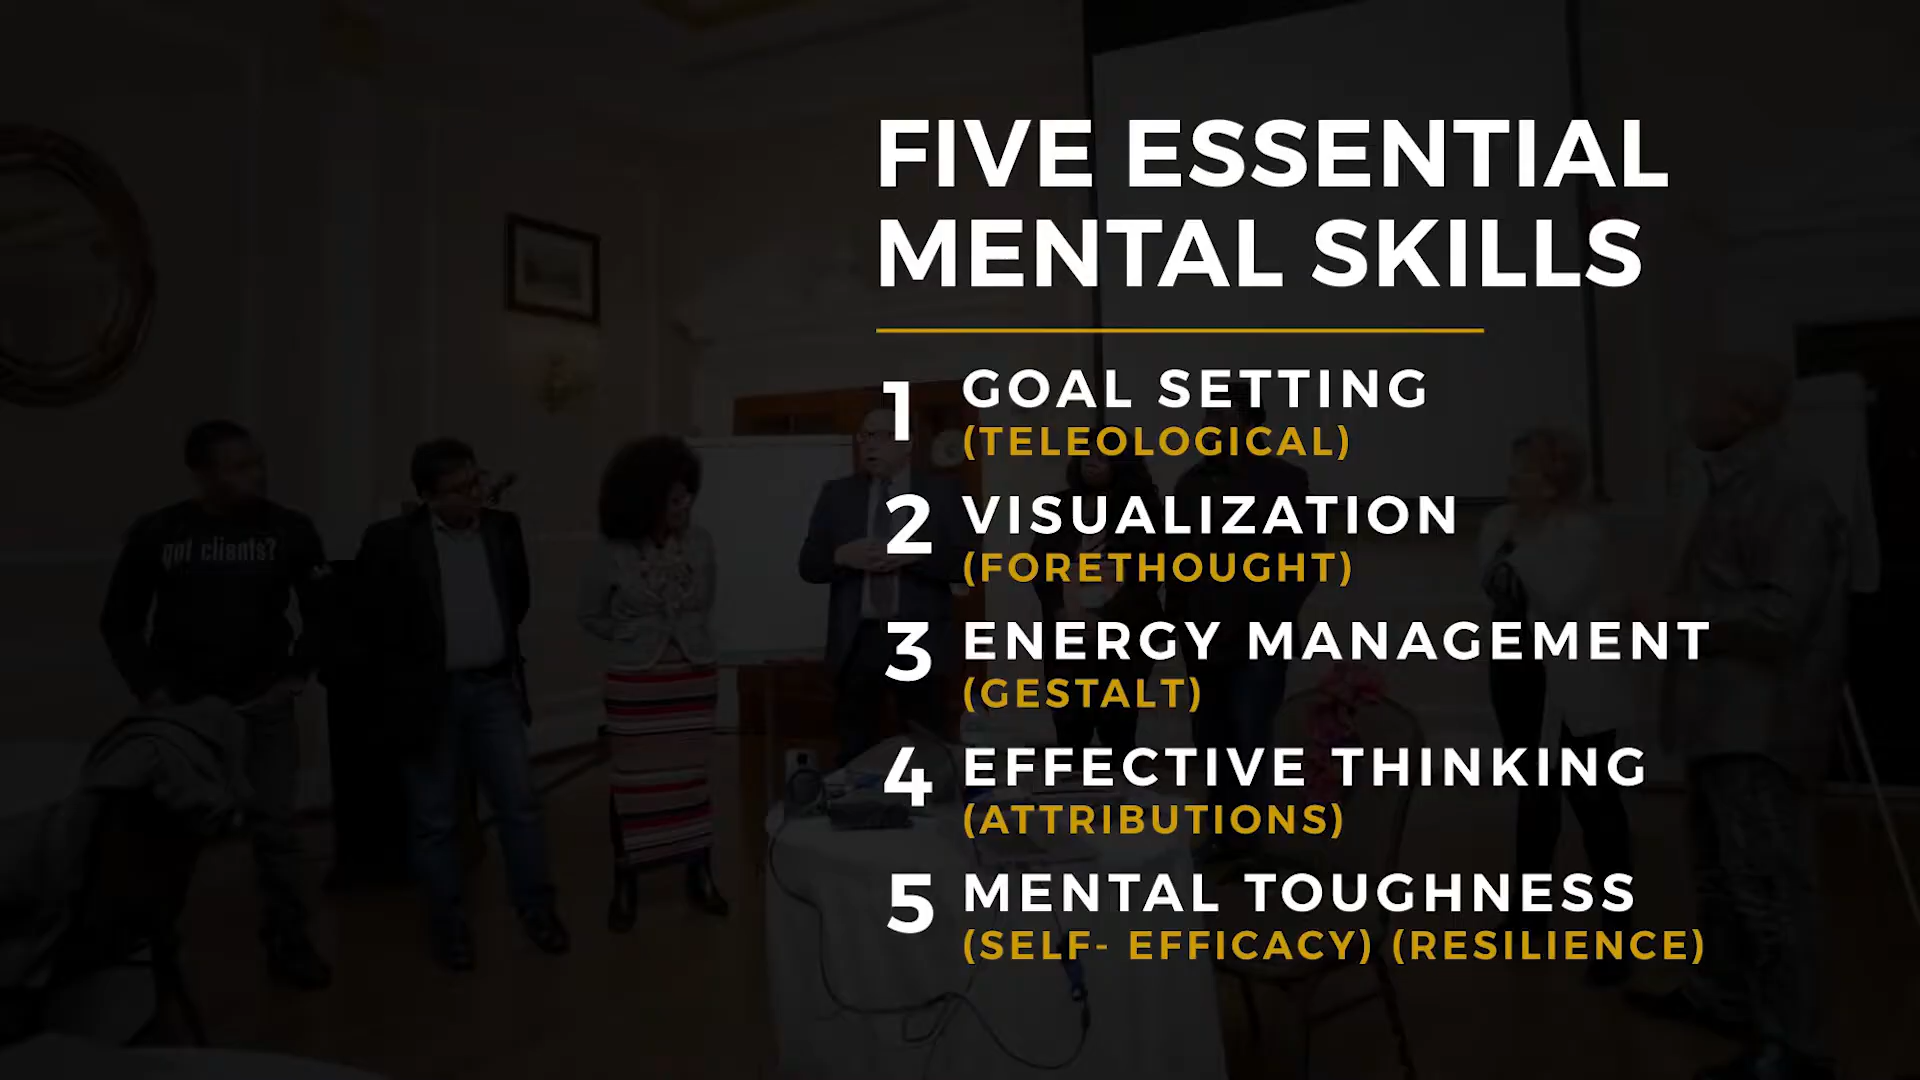 FIVE ESSENTIAL
MENTAL SKILLS
1 GOAL SETTING
(TELEOLOGICAL)
2 VISUALIZATION
(FORETHOUGHT)
3 ENERGY MANAGEMENT
(GESTALT)
4 EFFECTIVE THINKING
(ATTRIBUTIONS)
5 MENTAL TOUGHNESS
(SELF- EFFICACY) (RESILIENCE)
got clients?